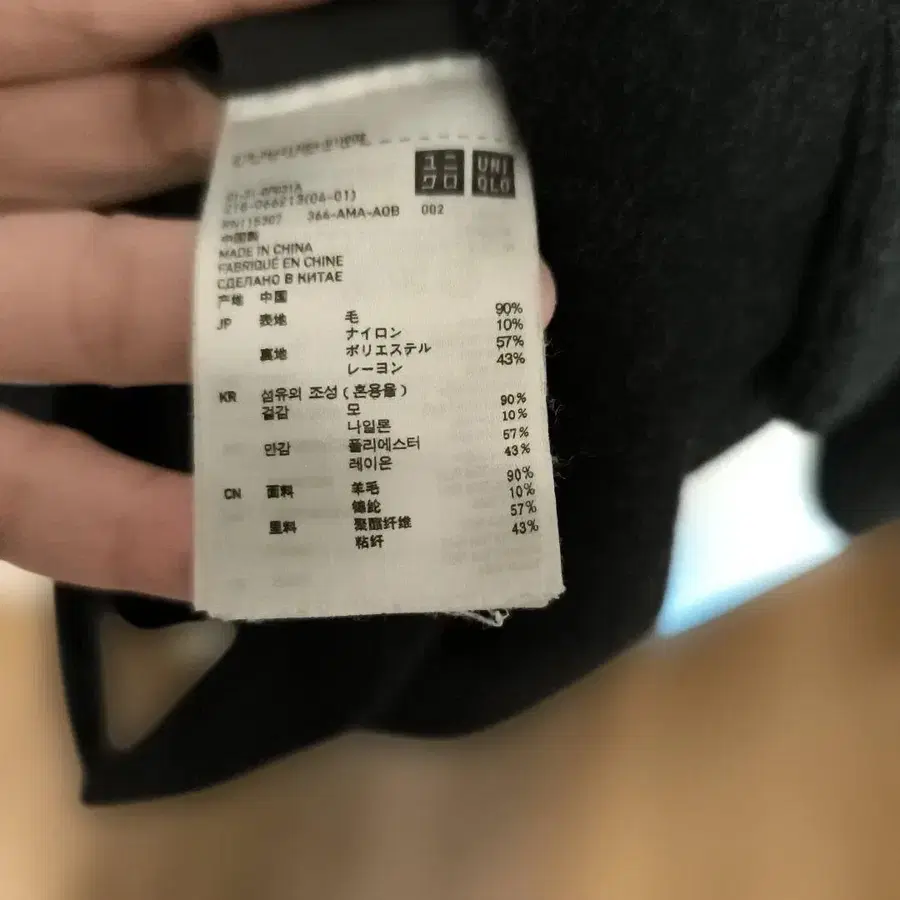 ユニ
クロ
UNI
QLO
216-066213(06-01)
RN115307 366-AMA-A0B 002
中国製
MADE IN CHINA
FABRIQUÉ EN CHINE
СДЕЛАНО В КИТАЕ
产地 中国
JP 表地 毛 90%
ナイロン 10%
裏地 ポリエステル 57%
レーヨン 43%
KR 섬유의 조성 (혼용율)
겉감 모 90%
나일론 10%
안감 폴리에스터 57%
레이온 43%
CN 面料 羊毛 90%
锦纶 10%
里料 聚酯纤维 57%
粘纤 43%